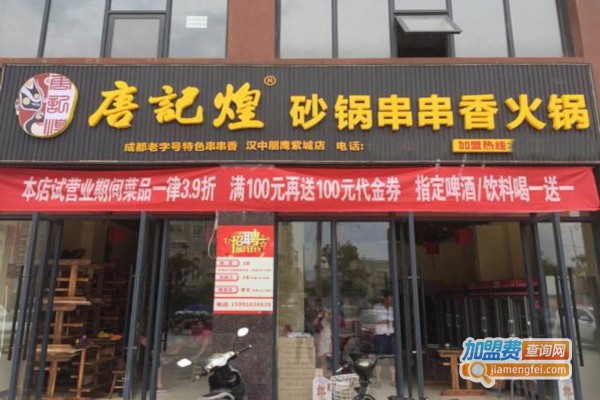 唐記煌
唐記煌® 砂锅串串香火锅
成都老字号特色串串香 汉中朋鹰紫城店 电话:
加盟热线:
本店试营业期间菜品一律3.9折 满100元再送100元代金券 指定啤酒/饮料喝一送一
招聘
加盟费查询网
jiamengfei.com